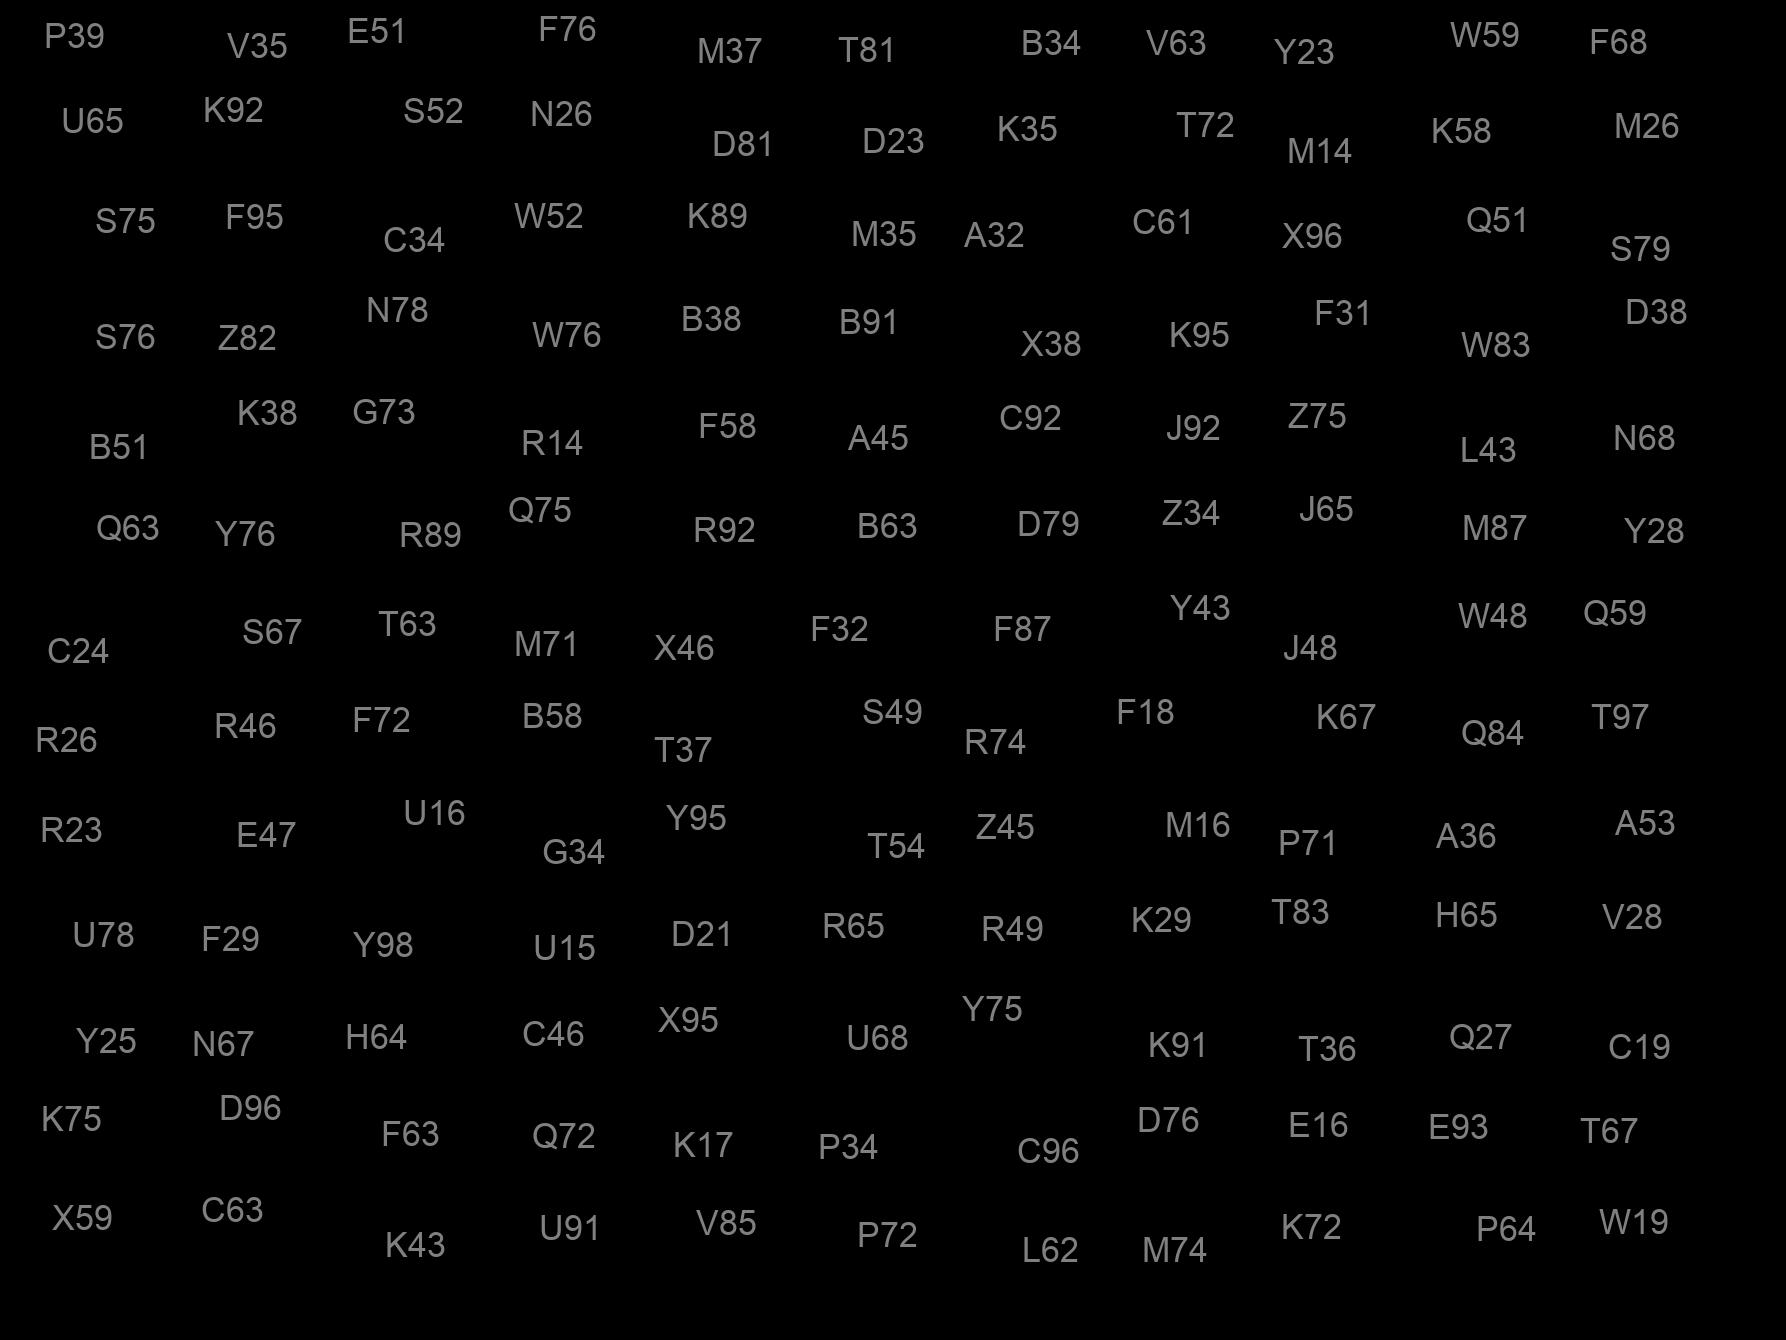 P39 V35 E51 F76 M37 T81 B34 V63 Y23 W59 F68
U65 K92 S52 N26 D81 D23 K35 T72 M14 K58 M26
S75 F95 C34 W52 K89 M35 A32 C61 X96 Q51 S79
S76 Z82 N78 W76 B38 B91 X38 K95 F31 W83 D38
B51 K38 G73 R14 F58 A45 C92 J92 Z75 L43 N68
Q63 Y76 R89 Q75 R92 B63 D79 Z34 J65 M87 Y28
C24 S67 T63 M71 X46 F32 F87 Y43 J48 W48 Q59
R26 R46 F72 B58 T37 S49 R74 F18 K67 Q84 T97
R23 E47 U16 G34 Y95 T54 Z45 M16 P71 A36 A53
U78 F29 Y98 U15 D21 R65 R49 K29 T83 H65 V28
Y25 N67 H64 C46 X95 U68 Y75 K91 T36 Q27 C19
K75 D96 F63 Q72 K17 P34 C96 D76 E16 E93 T67
X59 C63 K43 U91 V85 P72 L62 M74 K72 P64 W19